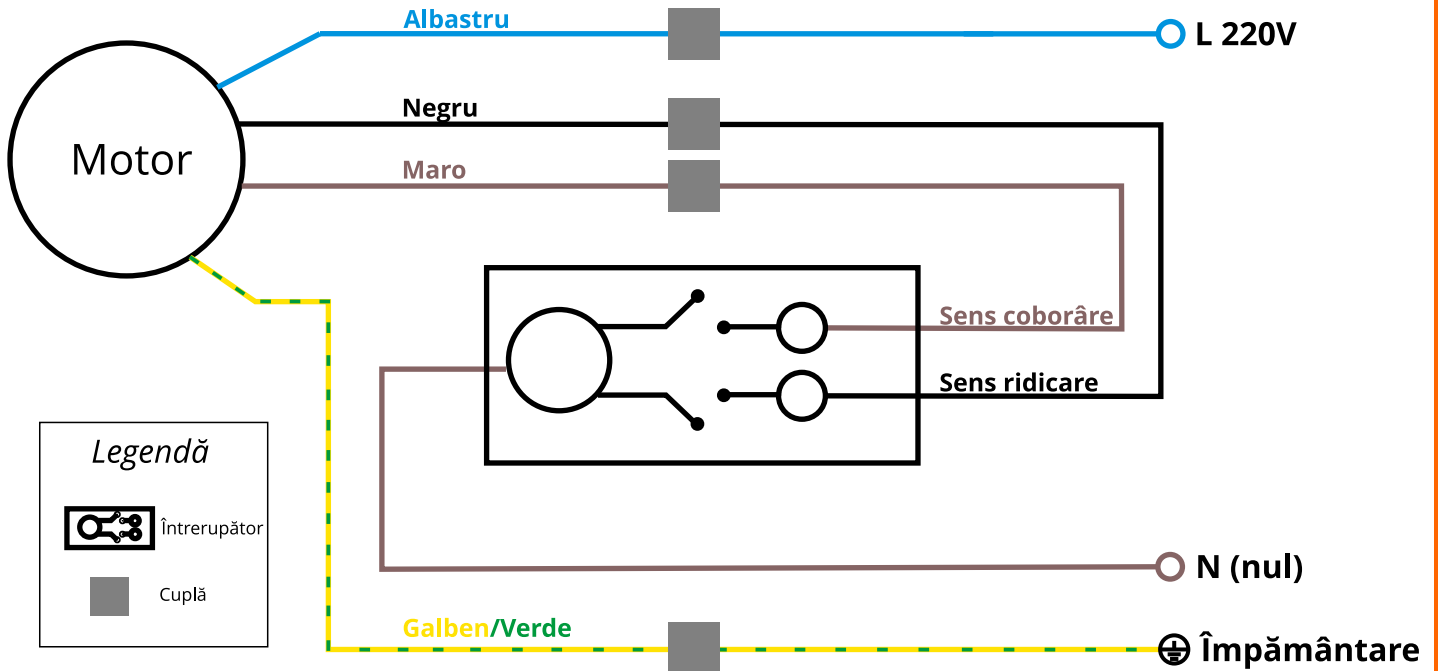 Albastru
L 220V
Negru
Motor
Maro
Sens coborâre
Sens ridicare
Legendă
Întrerupător
Cuplă
N (nul)
Galben/Verde
Împământare